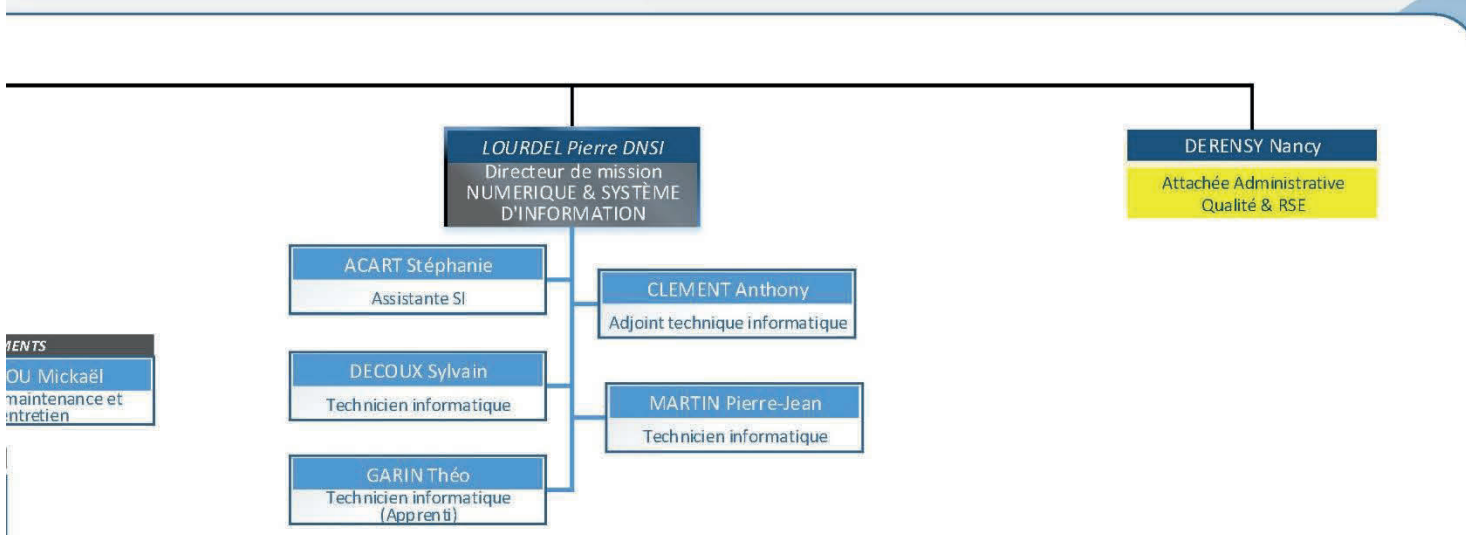 LOURDEL Pierre DNSI
Directeur de mission
NUMERIQUE & SYSTÈME
D'INFORMATION
DERENSY Nancy
Attachée Administrative
Qualité & RSE
ACART Stéphanie
Assistante SI
CLEMENT Anthony
Adjoint technique informatique
DECOUX Sylvain
Technicien informatique
MARTIN Pierre-Jean
Technicien informatique
GARIN Théo
Technicien informatique
(Apprenti)
MENTS
OU Mickaël
maintenance et
entretien